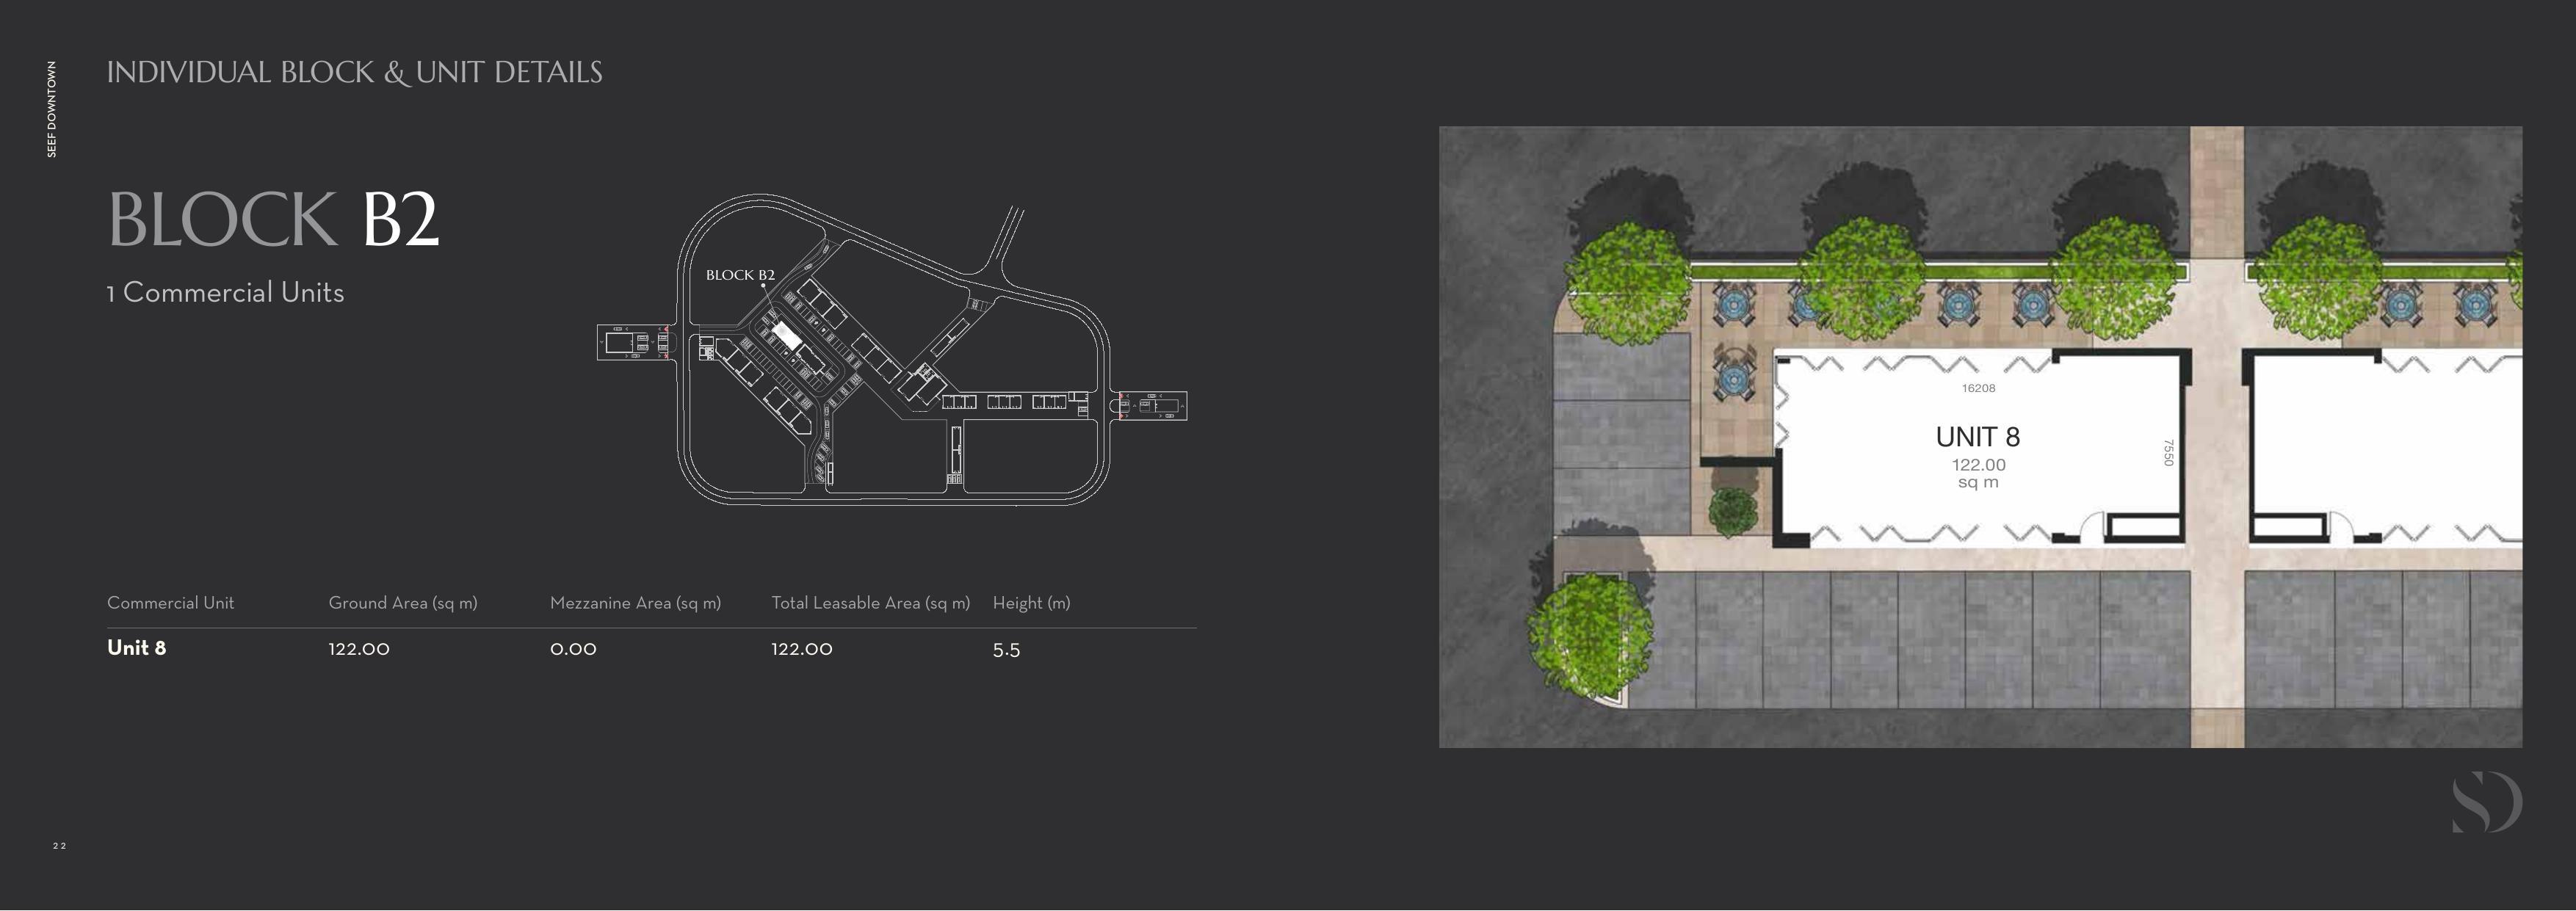 SEEF DOWNTOWN
INDIVIDUAL BLOCK & UNIT DETAILS
BLOCK B2
1 Commercial Units
BLOCK B2
Commercial Unit Ground Area (sq m) Mezzanine Area (sq m) Total Leasable Area (sq m) Height (m)
Unit 8 122.00 0.00 122.00 5.5
16208
UNIT 8
7550
122.00
sq m
SD
22